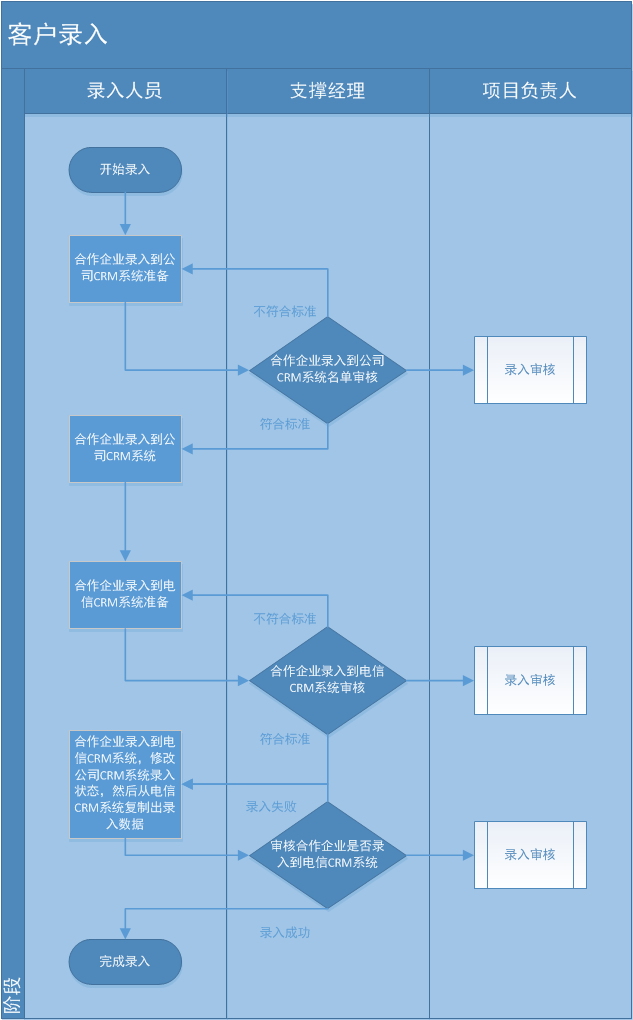 客户录入
录入人员
支撑经理
项目负责人
开始录入
合作企业录入到公
司CRM系统准备
不符合标准
合作企业录入到公司
CRM系统名单审核
录入审核
符合标准
合作企业录入到公
司CRM系统
合作企业录入到电
信CRM系统准备
不符合标准
合作企业录入到电信
CRM系统审核
录入审核
符合标准
合作企业录入到电
信CRM系统，修改
公司CRM系统录入
状态，然后从电信
CRM系统复制出录
入数据
录入失败
审核合作企业是否录
入到电信CRM系统
录入审核
录入成功
完成录入
阶段